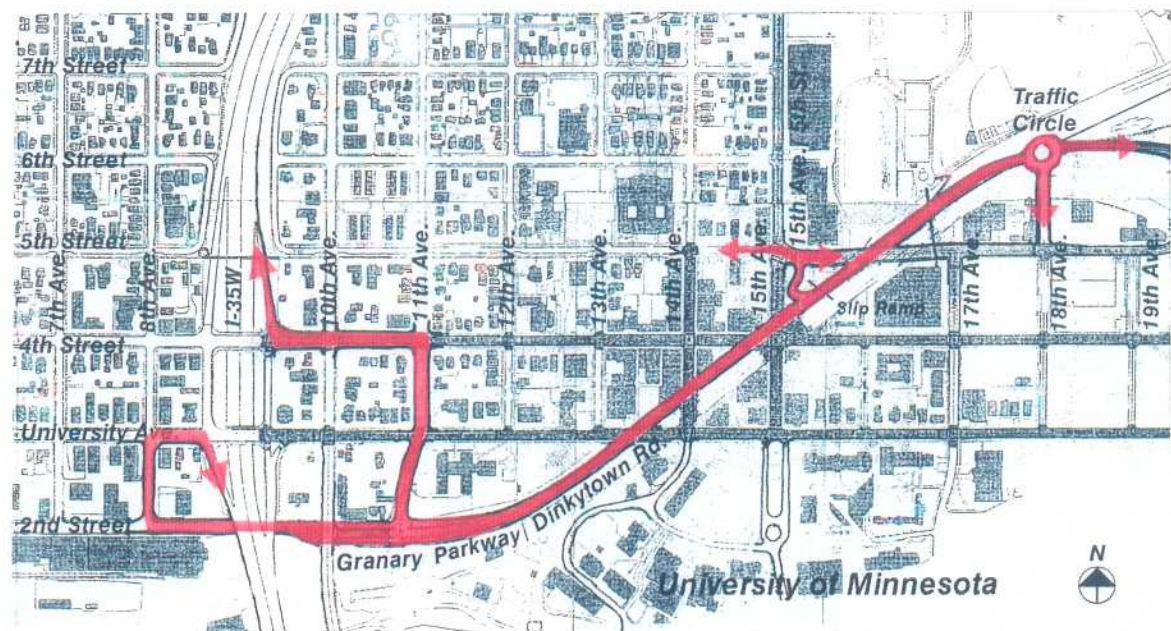 7th Street
6th Street
5th Street
4th Street
University Ave.
2nd Street
7th Ave.
8th Ave.
I-35W
10th Ave.
11th Ave.
12th Ave.
13th Ave.
14th Ave.
15th Ave.
15th Ave. 5th St.
17th Ave.
18th Ave.
19th Ave.
Traffic
Circle
Slip Ramp
Granary Parkway / Dinkytown Rd.
University of Minnesota
N